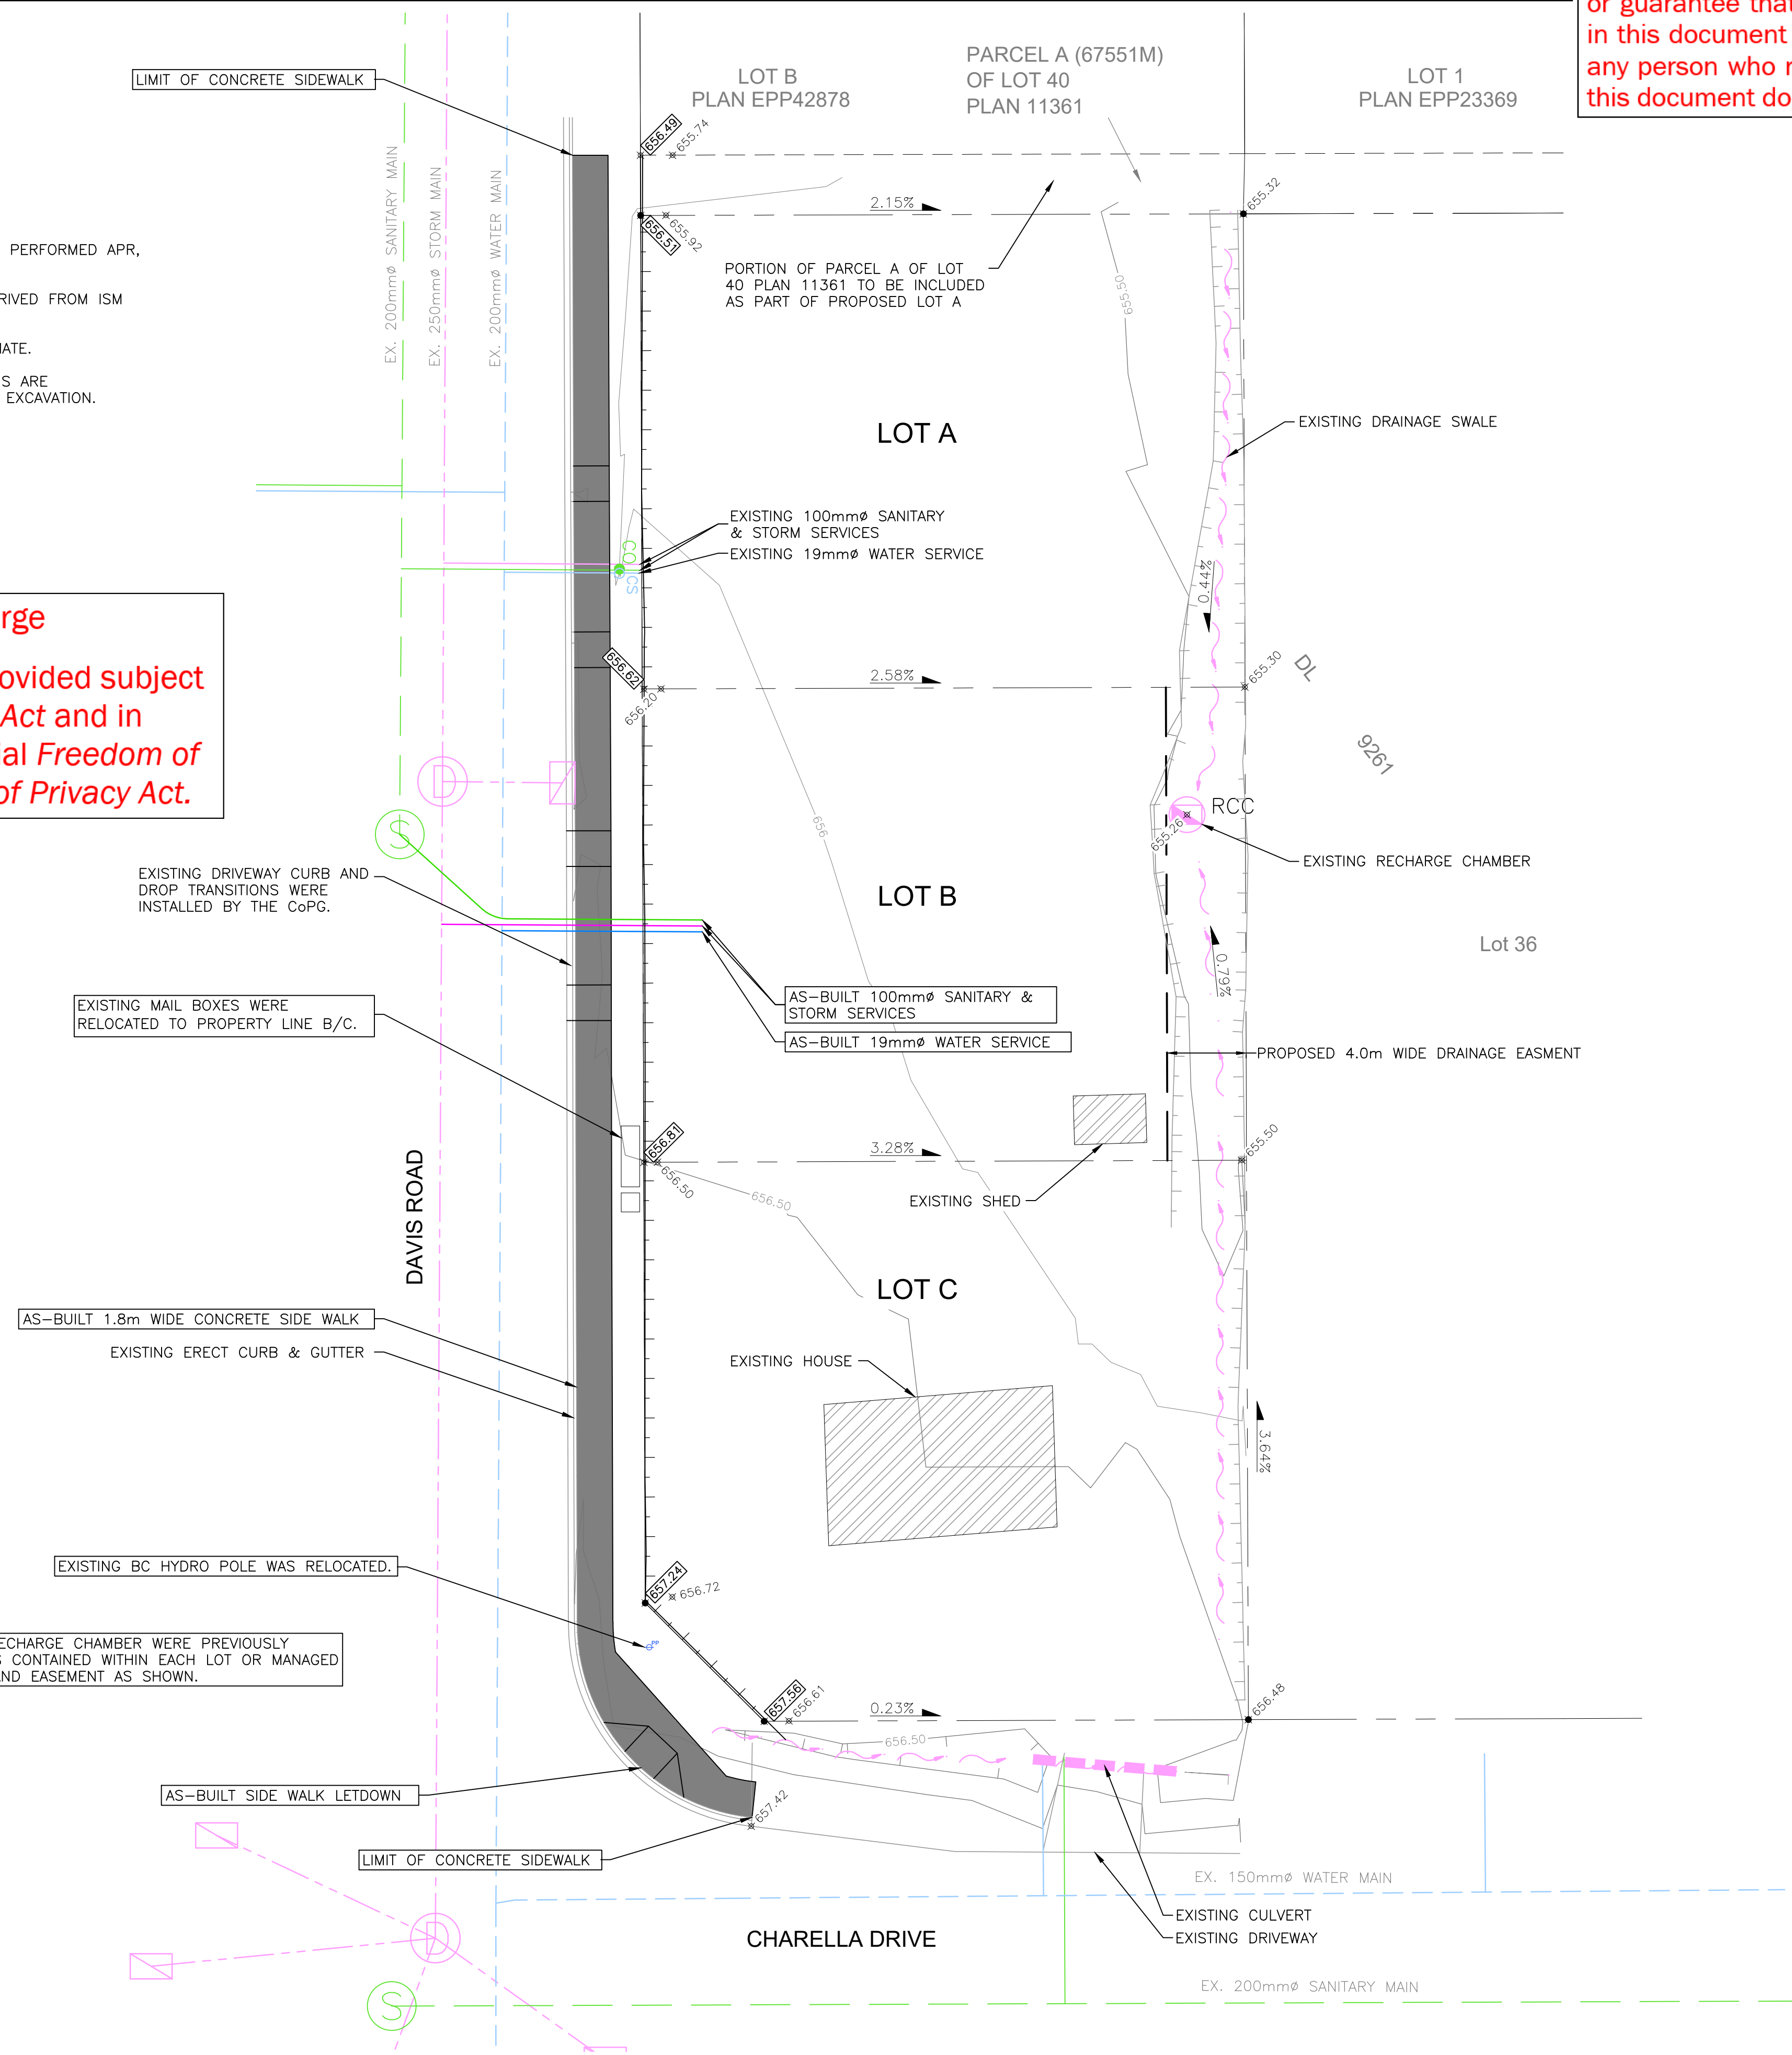 or guarantee that
in this document
any person who
this document do
LOT B
PLAN EPP42878
PARCEL A (67551M)
OF LOT 40
PLAN 11361
LOT 1
PLAN EPP23369
LIMIT OF CONCRETE SIDEWALK
656.49
655.74
656.51
655.92
2.15%
655.32
EX. 200mmø SANITARY MAIN
EX. 250mmø STORM MAIN
EX. 200mmø WATER MAIN
PERFORMED APR,
RIVED FROM ISM
S ARE
EXCAVATION.
PORTION OF PARCEL A OF LOT
40 PLAN 11361 TO BE INCLUDED
AS PART OF PROPOSED LOT A
655.50
LOT A
EXISTING DRAINAGE SWALE
EXISTING 100mmø SANITARY
& STORM SERVICES
EXISTING 19mmø WATER SERVICE
CO
CS
0.44%
rge
ovided subject
Act and in
ial Freedom of
of Privacy Act.
656.62
656.20
2.58%
655.30
DL
9261
D
S
656
RCC
655.26
EXISTING RECHARGE CHAMBER
EXISTING DRIVEWAY CURB AND
DROP TRANSITIONS WERE
INSTALLED BY THE CoPG.
LOT B
Lot 36
0.79%
EXISTING MAIL BOXES WERE
RELOCATED TO PROPERTY LINE B/C.
AS-BUILT 100mmø SANITARY &
STORM SERVICES
AS-BUILT 19mmø WATER SERVICE
PROPOSED 4.0m WIDE DRAINAGE EASMENT
656.81
656.50
3.28%
655.50
EXISTING SHED
656.50
DAVIS ROAD
LOT C
AS-BUILT 1.8m WIDE CONCRETE SIDE WALK
EXISTING ERECT CURB & GUTTER
EXISTING HOUSE
3.64%
EXISTING BC HYDRO POLE WAS RELOCATED.
657.24
656.72
PP
ECHARGE CHAMBER WERE PREVIOUSLY
S CONTAINED WITHIN EACH LOT OR MANAGED
AND EASEMENT AS SHOWN.
657.56
656.61
0.23%
656.48
656.50
AS-BUILT SIDE WALK LETDOWN
657.42
LIMIT OF CONCRETE SIDEWALK
EX. 150mmø WATER MAIN
EXISTING CULVERT
EXISTING DRIVEWAY
CHARELLA DRIVE
D
S
EX. 200mmø SANITARY MAIN